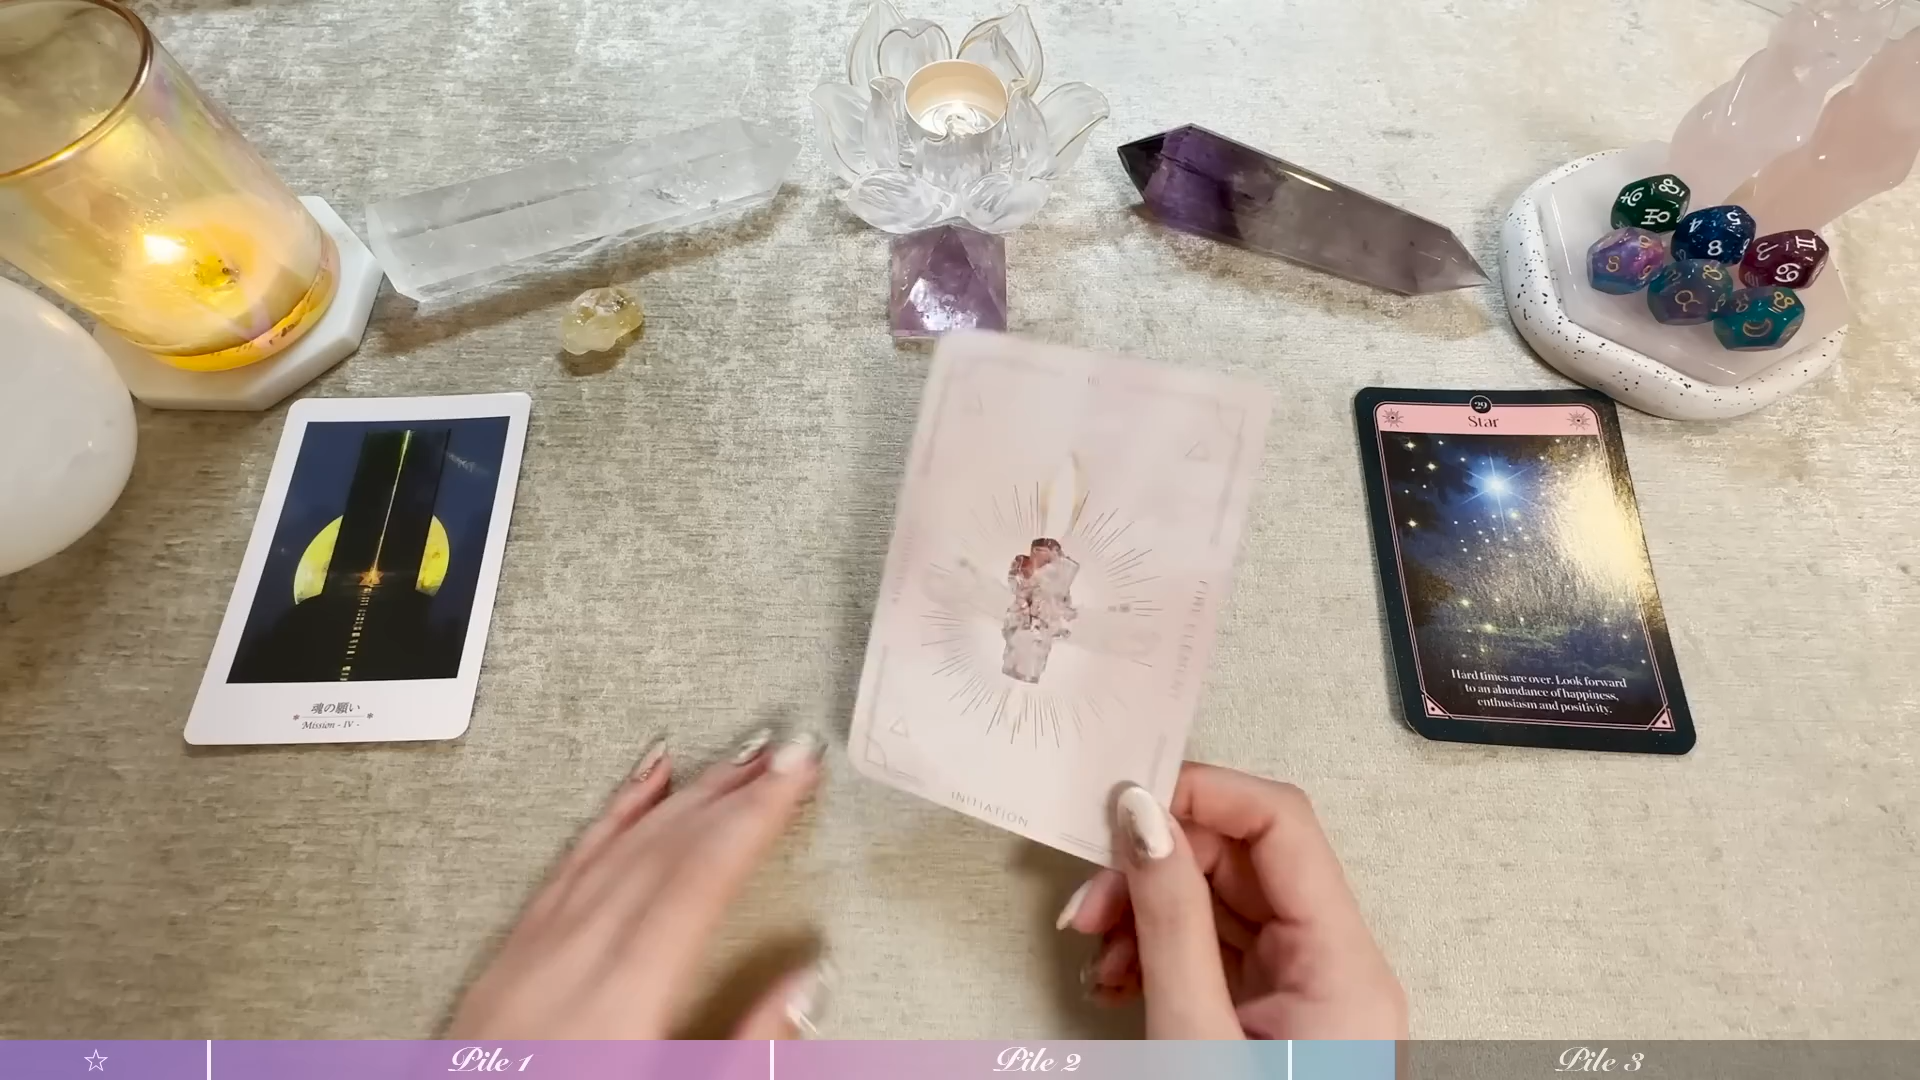 29
Star
Hard times are over. Look forward
to an abundance of happiness,
enthusiasm and positivity.
魂の願い
Mission - IV -
INITIATION
☆
Pile 1
Pile 2
Pile 3